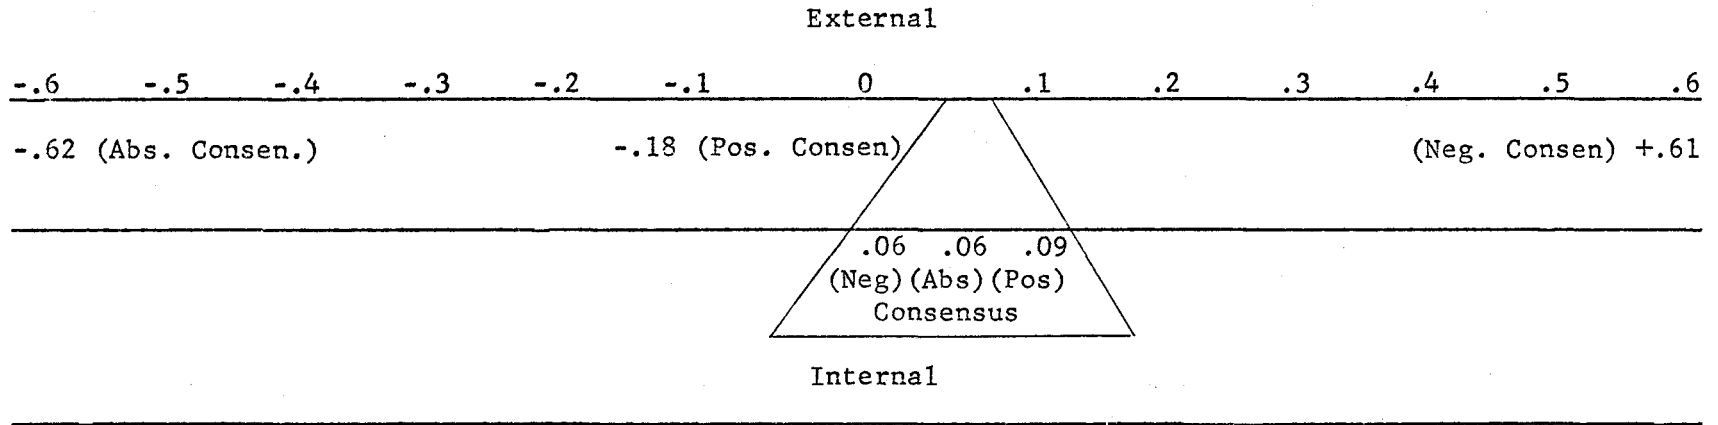 External
-.6 -.5 -.4 -.3 -.2 -.1 0 .1 .2 .3 .4 .5 .6
-.62 (Abs. Consen.) -.18 (Pos. Consen) (Neg. Consen) +.61
.06 .06 .09
(Neg) (Abs) (Pos)
Consensus
Internal